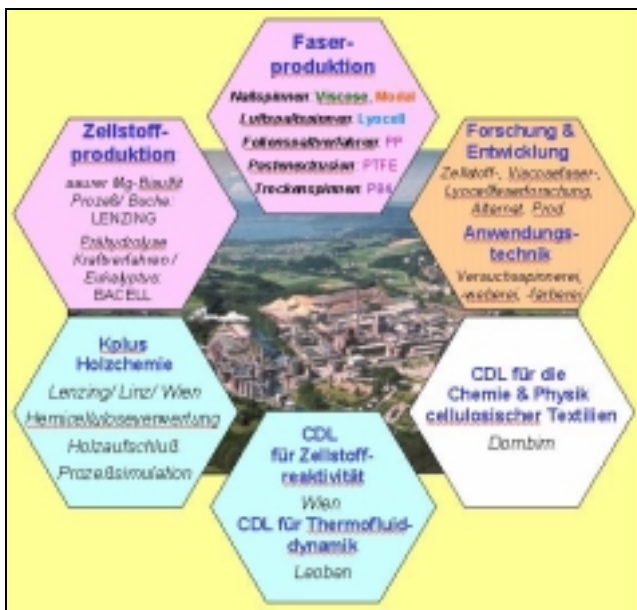 Faser-
produktion
Naßspinnen: Viscose, Modal
Luftspaltspinnen: Lyocell
Folienspaltverfahren: PP
Pastenextrusion: PTFE
Trockenspinnen: P84
Zellstoff-
produktion
saurer Mg-Bisulfit
Prozeß/ Buche:
LENZING
Prähydrolyse
Kraftverfahren /
Eukalyptus:
BACELL
Forschung &
Entwicklung
Zellstoff-, Viscosefaser-,
Lyocellfaserforschung,
Alternat. Prod.
Anwendungs-
technik
Versuchsspinnerei,
-weberei, -färberei
Kplus
Holzchemie
Lenzing/ Linz/ Wien
Hemicelluloseverwertung
Holzaufschluß
Prozeßsimulation
CDL für die
Chemie & Physik
cellulosischer Textilien
Dornbirn
CDL
für Zellstoff-
reaktivität
Wien
CDL für Thermofluid-
dynamik
Leoben